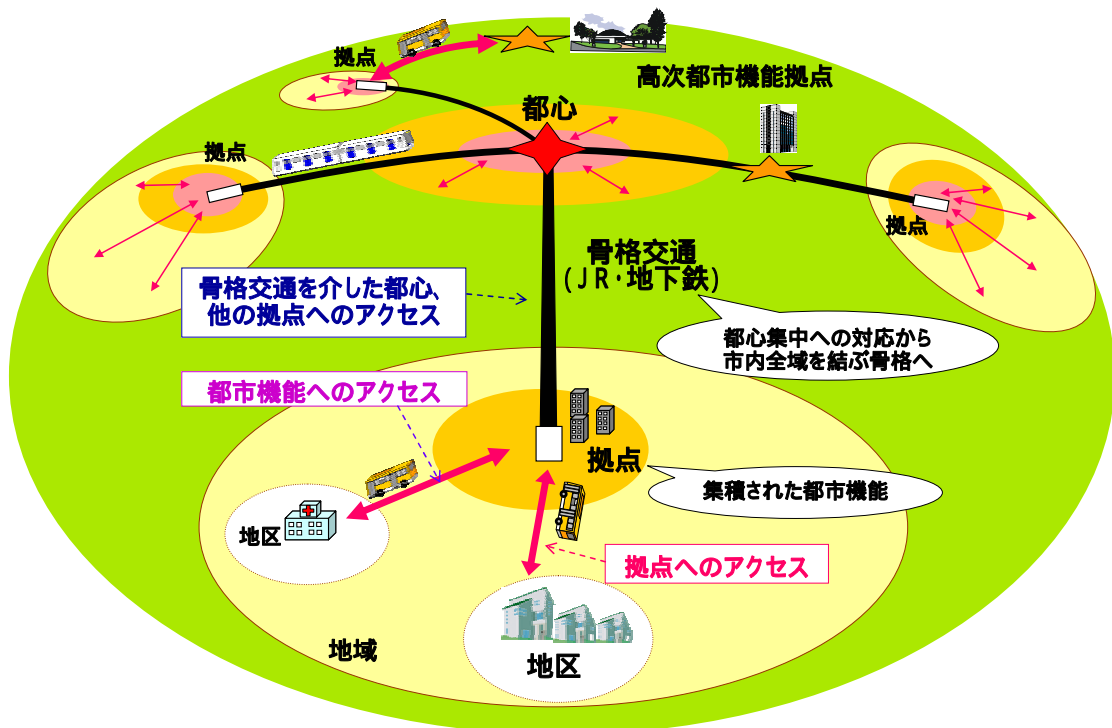 拠点
高次都市機能拠点
都心
拠点
拠点
骨格交通
(JR・地下鉄)
骨格交通を介した都心、
他の拠点へのアクセス
都心集中への対応から
市内全域を結ぶ骨格へ
都市機能へのアクセス
拠点
集積された都市機能
地区
拠点へのアクセス
地域
地区